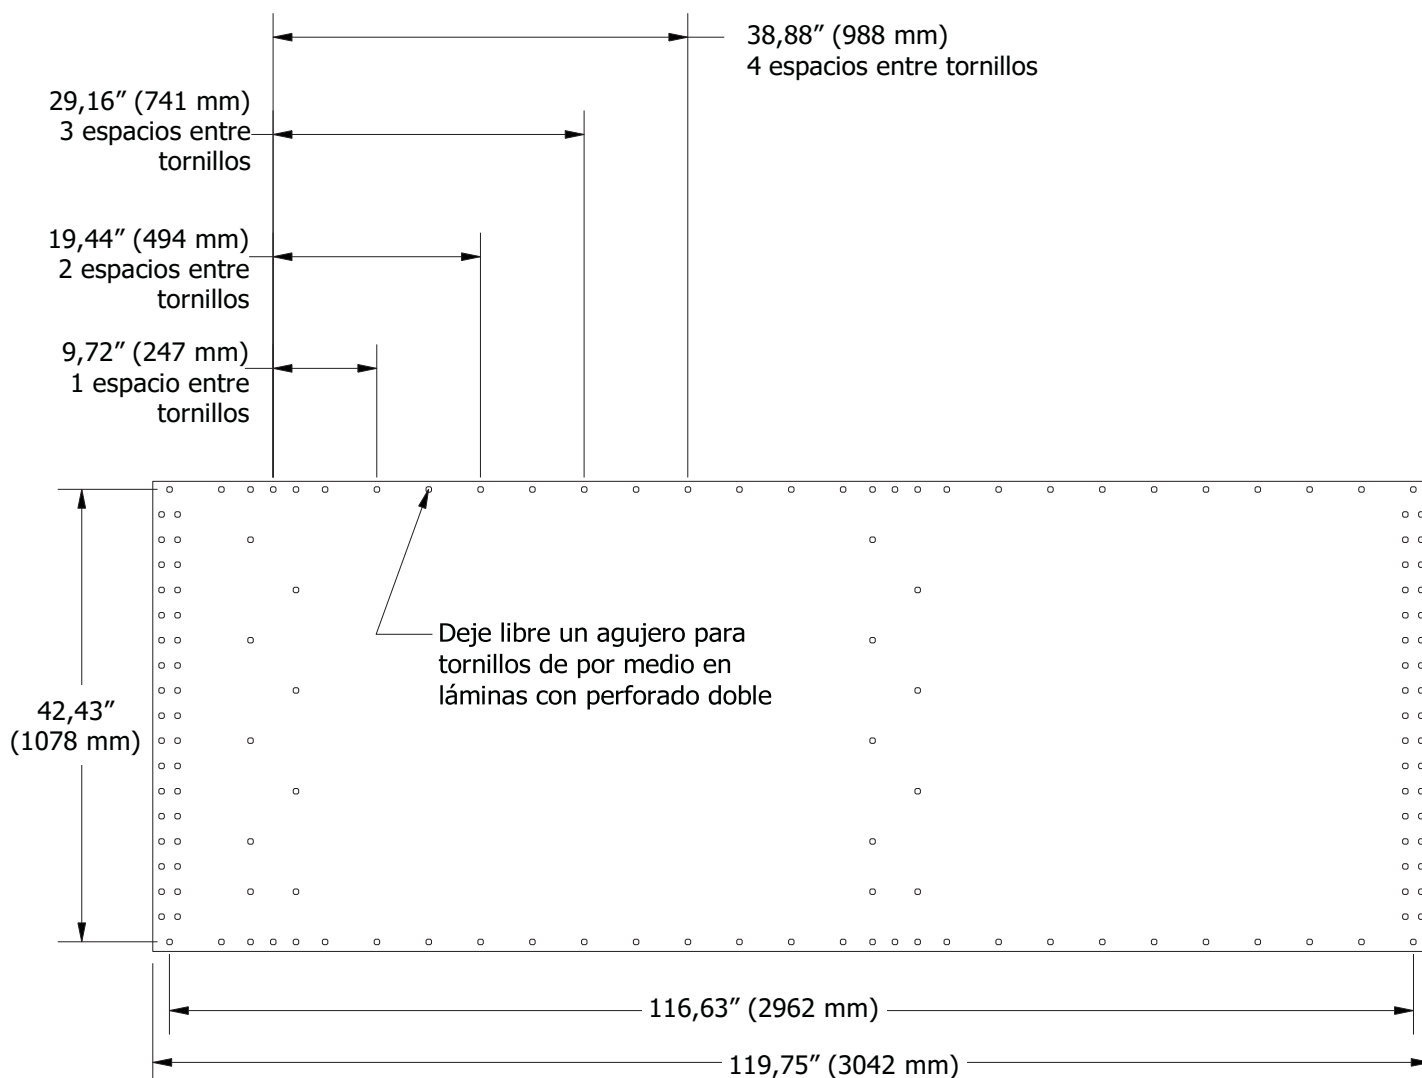 38,88” (988 mm)
4 espacios entre tornillos
29,16” (741 mm)
3 espacios entre
tornillos
19,44” (494 mm)
2 espacios entre
tornillos
9,72” (247 mm)
1 espacio entre
tornillos
Deje libre un agujero para
tornillos de por medio en
láminas con perforado doble
42,43”
(1078 mm)
116,63” (2962 mm)
119,75” (3042 mm)